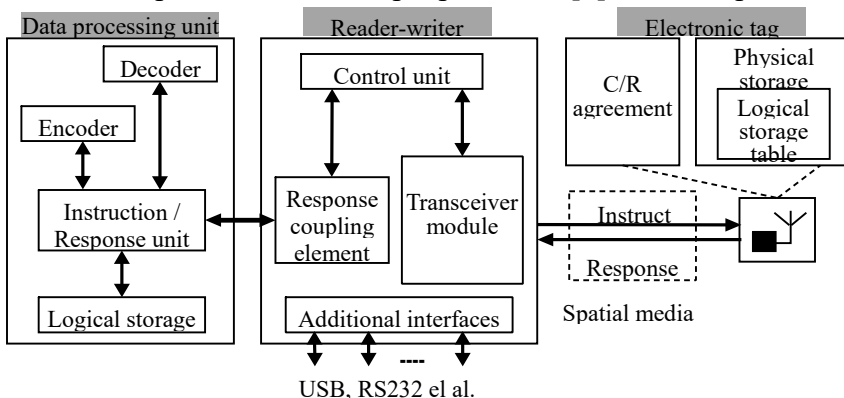 Data processing unit
Reader-writer
Electronic tag
Decoder
Encoder
Instruction /
Response unit
Logical storage
Control unit
Response
coupling
element
Transceiver
module
Additional interfaces
USB, RS232 el al.
C/R
agreement
Physical
storage
Logical
storage
table
Instruct
Response
Spatial media